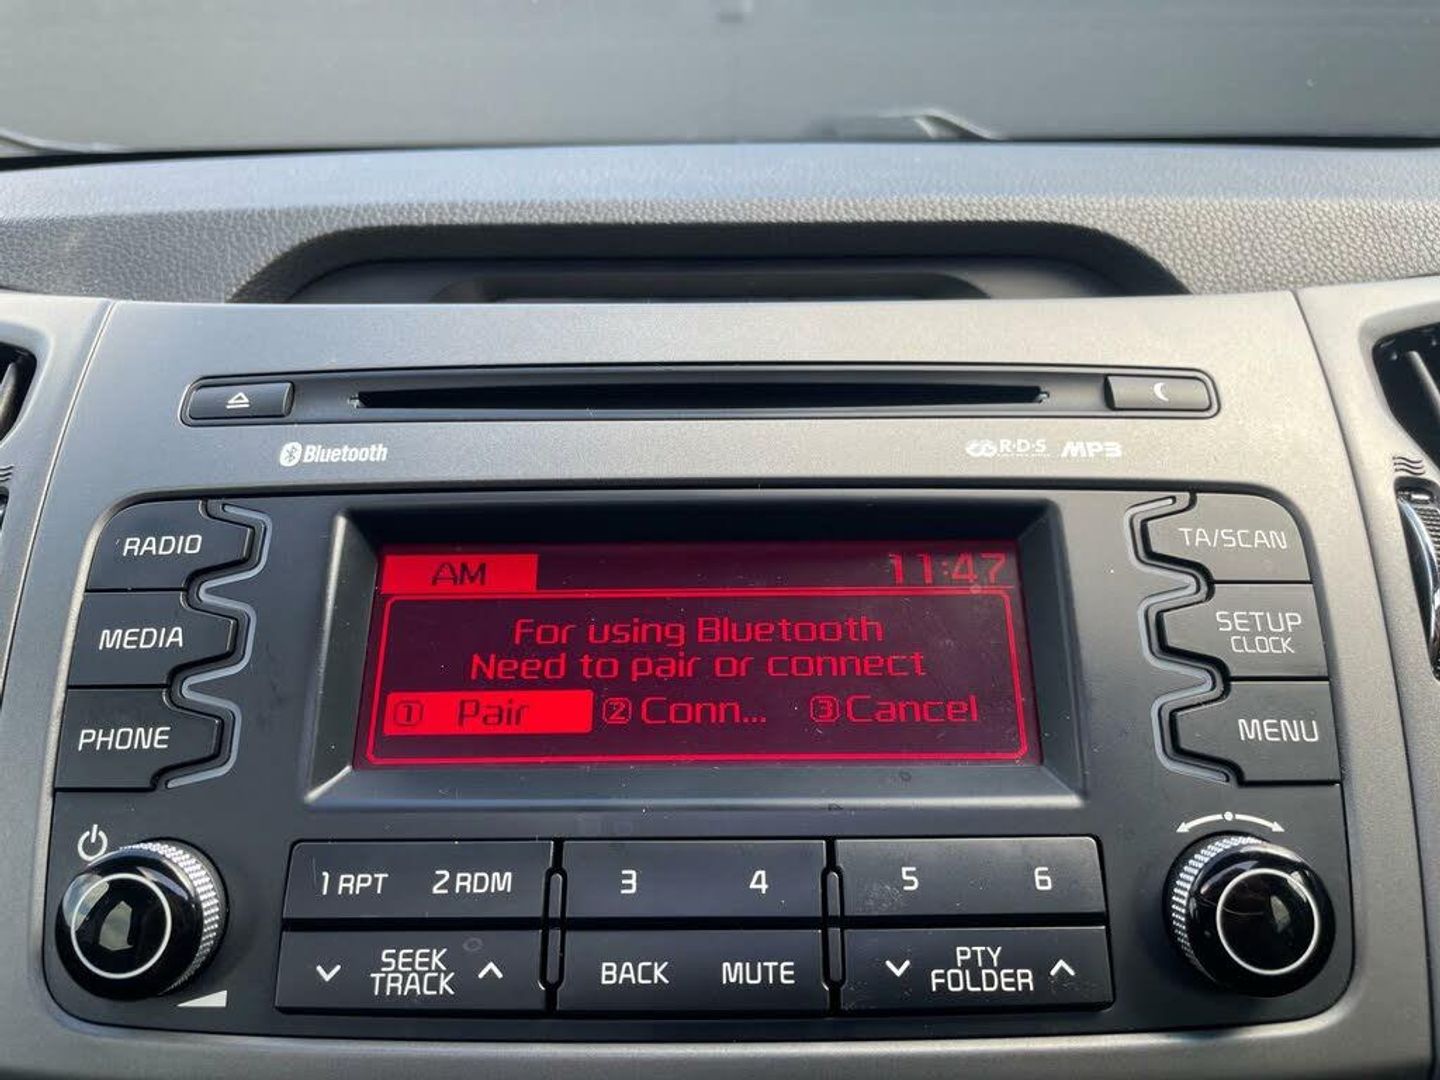 Bluetooth
R·D·S MP3
RADIO
TA/SCAN
AM 11:47
MEDIA
For using Bluetooth
SETUP
CLOCK
Need to pair or connect
PHONE
1 Pair 2 Conn... 3 Cancel
MENU
1 RPT 2 RDM 3 4 5 6
SEEK
TRACK
BACK MUTE
PTY
FOLDER